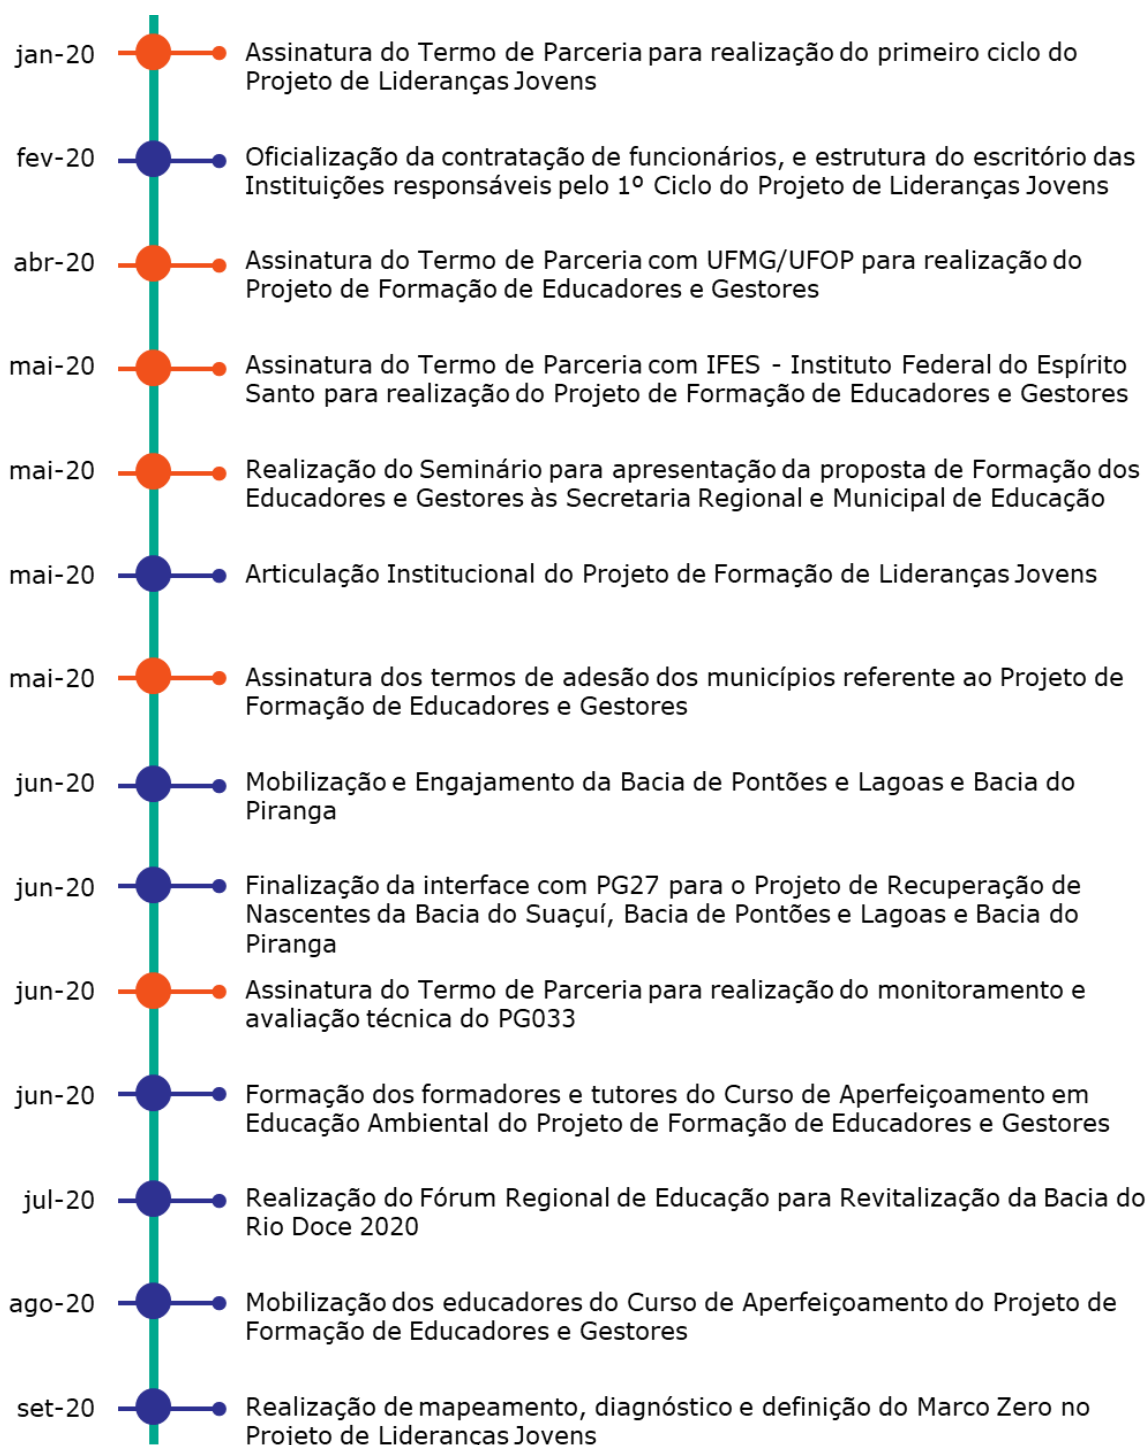 jan-20
Assinatura do Termo de Parceria para realização do primeiro ciclo do
Projeto de Lideranças Jovens
fev-20
Oficialização da contratação de funcionários, e estrutura do escritório das
Instituições responsáveis pelo 1º Ciclo do Projeto de Lideranças Jovens
abr-20
Assinatura do Termo de Parceria com UFMG/UFOP para realização do
Projeto de Formação de Educadores e Gestores
mai-20
Assinatura do Termo de Parceria com IFES - Instituto Federal do Espírito
Santo para realização do Projeto de Formação de Educadores e Gestores
mai-20
Realização do Seminário para apresentação da proposta de Formação dos
Educadores e Gestores às Secretaria Regional e Municipal de Educação
mai-20
Articulação Institucional do Projeto de Formação de Lideranças Jovens
mai-20
Assinatura dos termos de adesão dos municípios referente ao Projeto de
Formação de Educadores e Gestores
jun-20
Mobilização e Engajamento da Bacia de Pontões e Lagoas e Bacia do
Piranga
jun-20
Finalização da interface com PG27 para o Projeto de Recuperação de
Nascentes da Bacia do Suaçuí, Bacia de Pontões e Lagoas e Bacia do
Piranga
jun-20
Assinatura do Termo de Parceria para realização do monitoramento e
avaliação técnica do PG033
jun-20
Formação dos formadores e tutores do Curso de Aperfeiçoamento em
Educação Ambiental do Projeto de Formação de Educadores e Gestores
jul-20
Realização do Fórum Regional de Educação para Revitalização da Bacia do
Rio Doce 2020
ago-20
Mobilização dos educadores do Curso de Aperfeiçoamento do Projeto de
Formação de Educadores e Gestores
set-20
Realização de mapeamento, diagnóstico e definição do Marco Zero no
Projeto de Lideranças Jovens